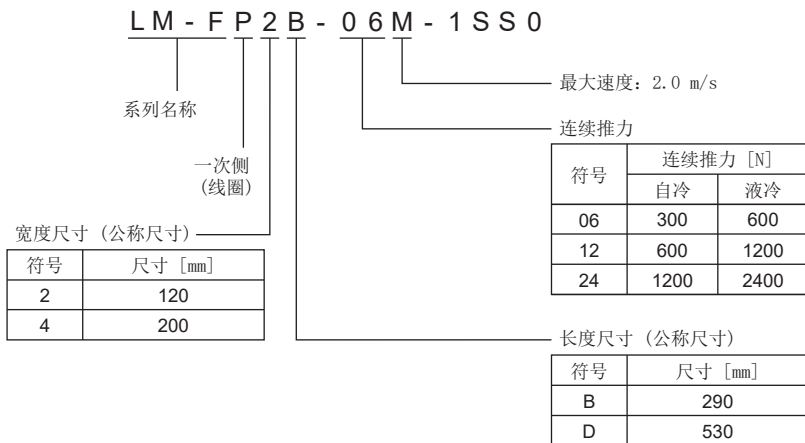 LM-FP2B-06M-1SS0
最大速度: 2.0 m/s
系列名称
连续推力
一次侧
(线圈)
符号 连续推力 [N]
自冷 液冷
06 300 600
12 600 1200
24 1200 2400
宽度尺寸 (公称尺寸)
符号 尺寸 [mm]
2 120
4 200
长度尺寸 (公称尺寸)
符号 尺寸 [mm]
B 290
D 530